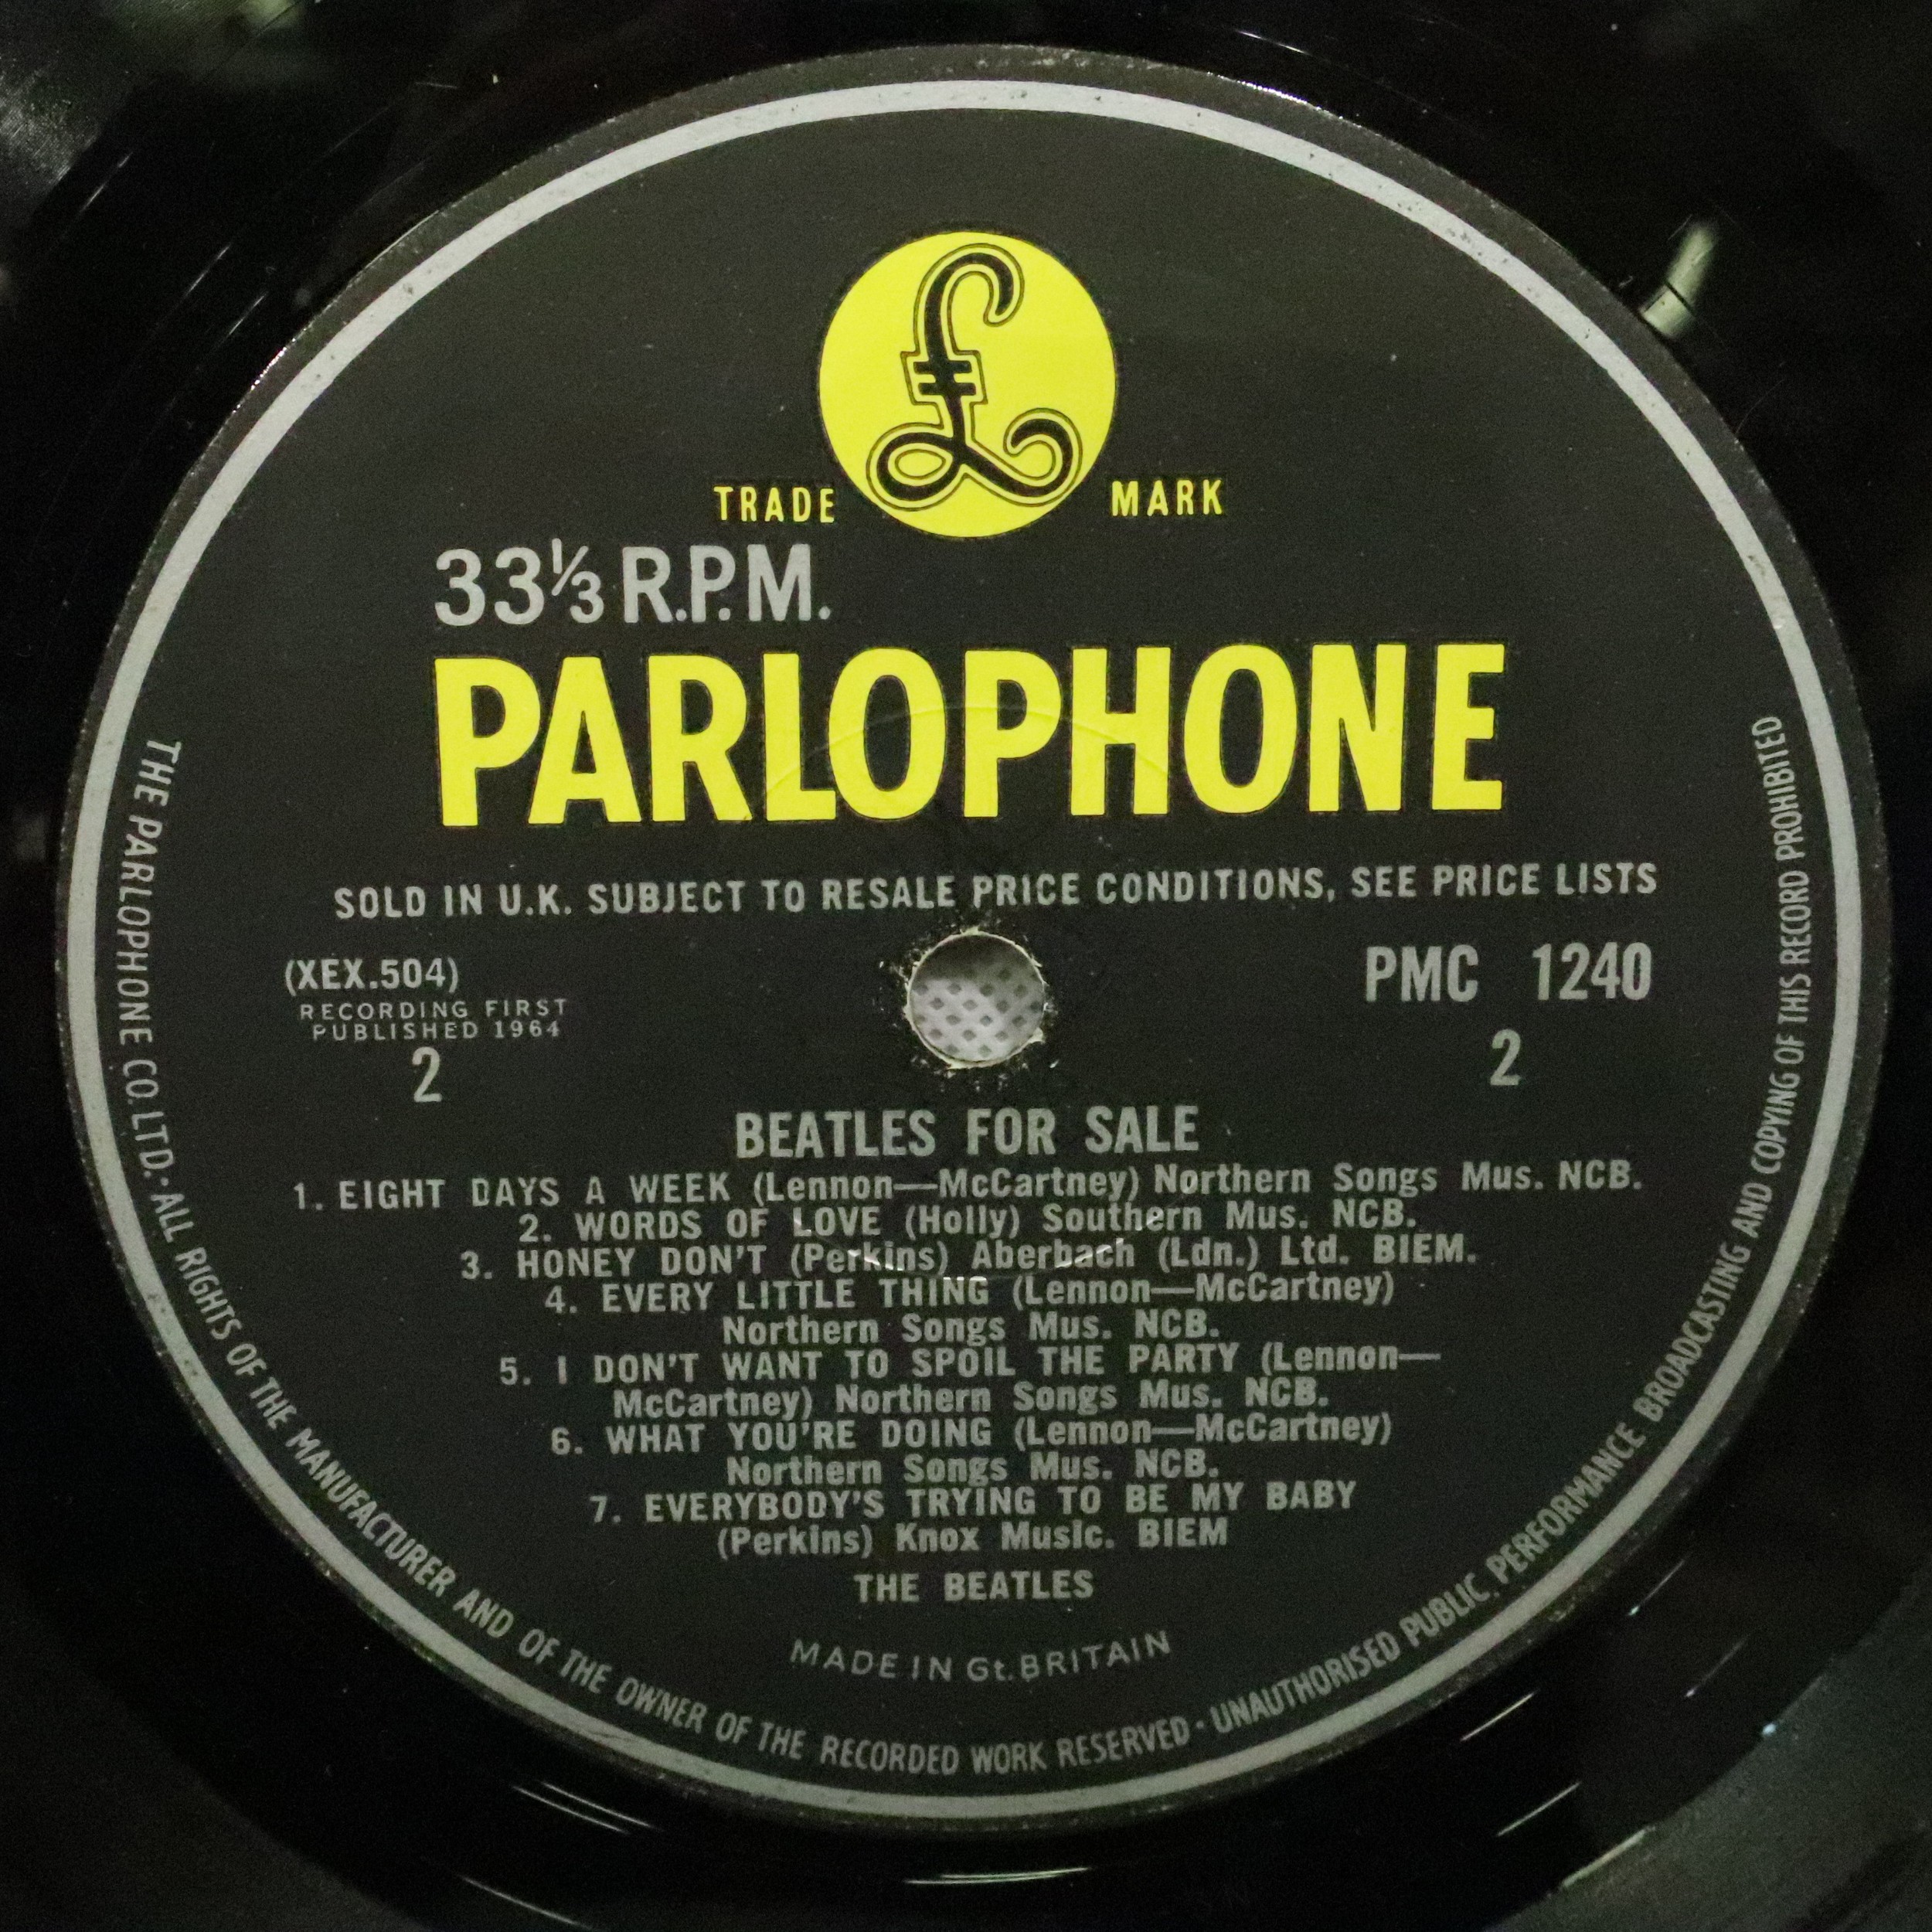 £
TRADE MARK
33⅓ R.P.M.
PARLOPHONE
SOLD IN U.K. SUBJECT TO RESALE PRICE CONDITIONS, SEE PRICE LISTS
(XEX.504)
RECORDING FIRST
PUBLISHED 1964
2
PMC 1240
2
BEATLES FOR SALE
1. EIGHT DAYS A WEEK (Lennon—McCartney) Northern Songs Mus. NCB.
2. WORDS OF LOVE (Holly) Southern Mus. NCB.
3. HONEY DON'T (Perkins) Aberbach (Ldn.) Ltd. BIEM.
4. EVERY LITTLE THING (Lennon—McCartney)
Northern Songs Mus. NCB.
5. I DON'T WANT TO SPOIL THE PARTY (Lennon—
McCartney) Northern Songs Mus. NCB.
6. WHAT YOU'RE DOING (Lennon—McCartney)
Northern Songs Mus. NCB.
7. EVERYBODY'S TRYING TO BE MY BABY
(Perkins) Knox Music. BIEM
THE BEATLES
MADE IN Gt. BRITAIN
THE PARLOPHONE CO. LTD. · ALL RIGHTS OF THE MANUFACTURER AND OF THE OWNER OF THE RECORDED WORK RESERVED · UNAUTHORISED PUBLIC, PERFORMANCE BROADCASTING AND COPYING OF THIS RECORD PROHIBITED